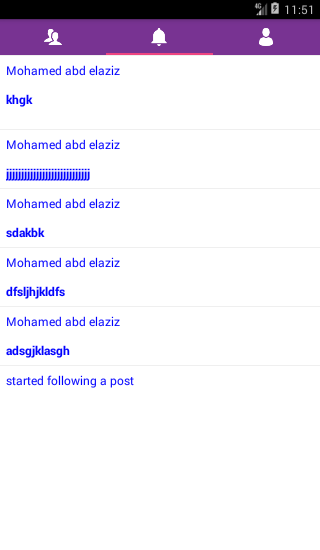 11:51
Mohamed abd elaziz
khgk
Mohamed abd elaziz
Mohamed abd elaziz
sdakbk
Mohamed abd elaziz
dfsljhjkldfs
Mohamed abd elaziz
adsgjklasgh
started following a post